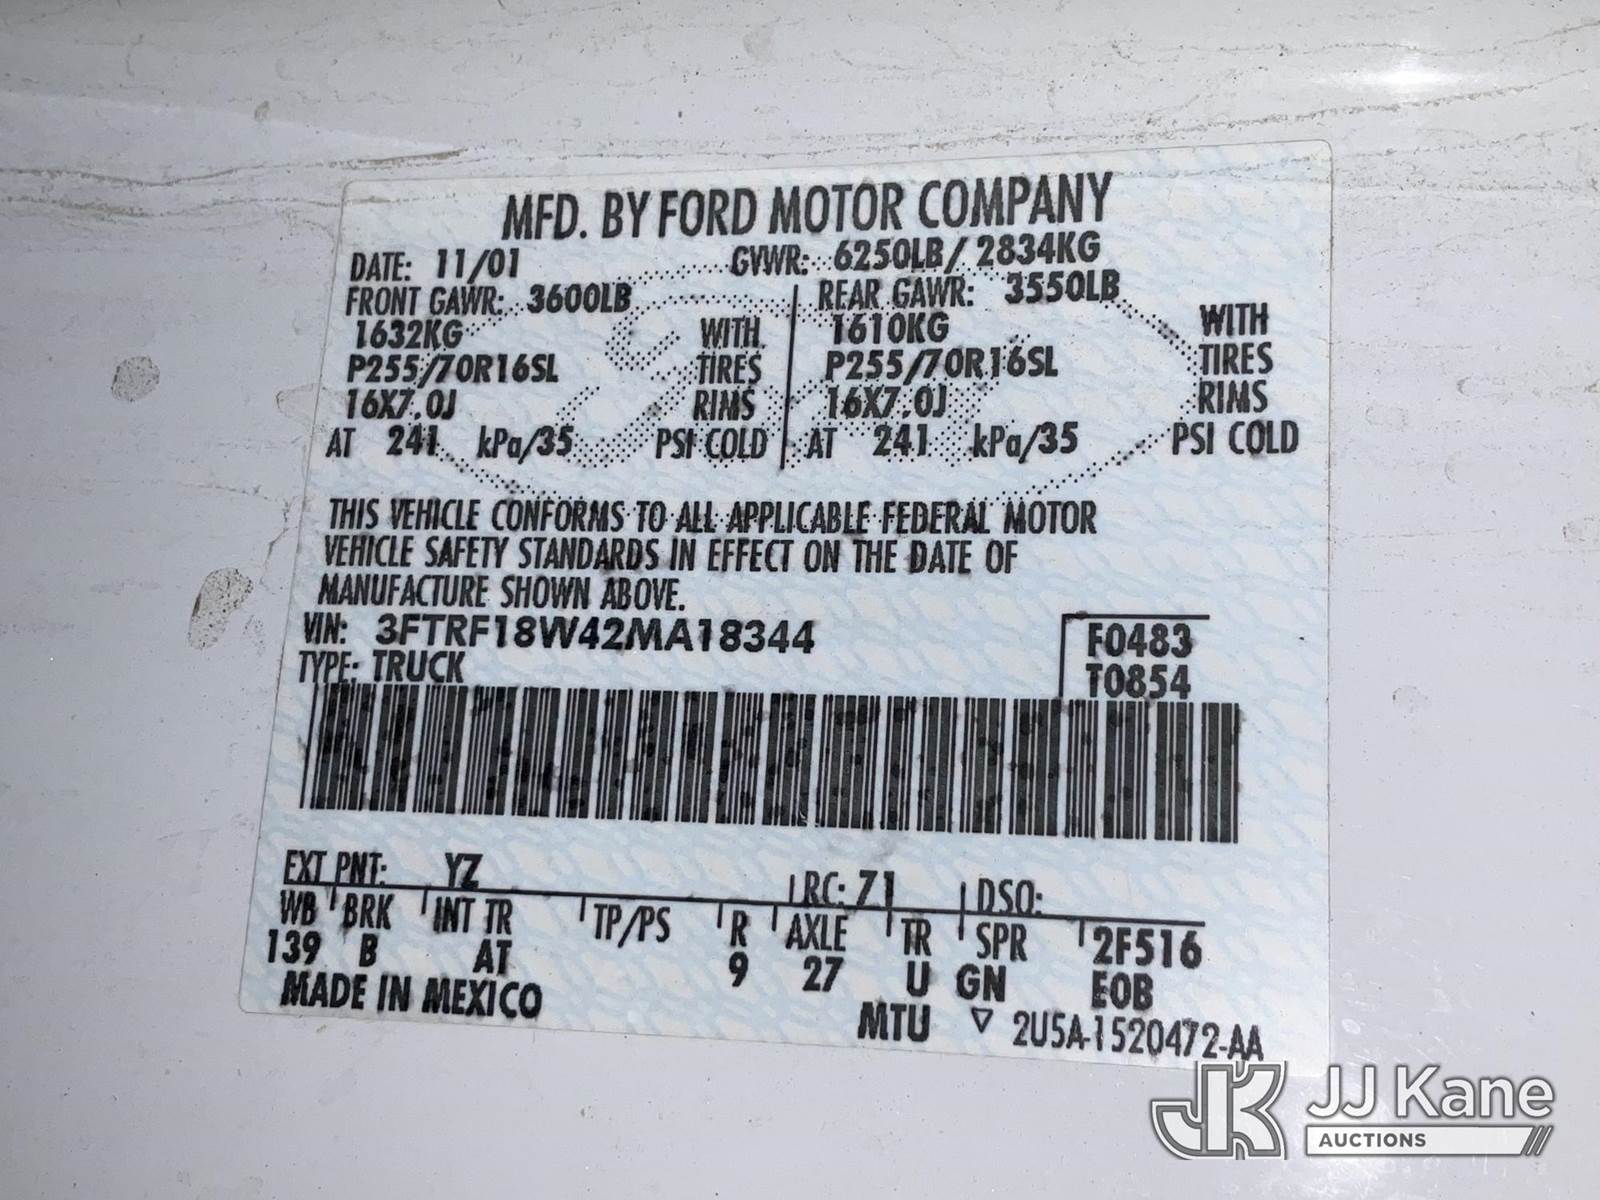 MFD. BY FORD MOTOR COMPANY
DATE: 11/01 GVWR: 6250LB/ 2834KG
FRONT GAWR: 3600LB REAR GAWR: 3550LB
1632KG WITH 1610KG WITH
P255/70R16SL TIRES P255/70R16SL TIRES
16X7.0J RIMS 16X7.0J RIMS
AT 241 kPa/35 PSI COLD AT 241 kPa/35 PSI COLD
THIS VEHICLE CONFORMS TO ALL APPLICABLE FEDERAL MOTOR
VEHICLE SAFETY STANDARDS IN EFFECT ON THE DATE OF
MANUFACTURE SHOWN ABOVE.
VIN: 3FTRF18W42MA18344 F0483
TYPE: TRUCK T0854
EXT PNT: YZ RC: 71 DSO:
WB BRK INT TR TP/PS R AXLE TR SPR 2F516
139 B AT 9 27 U GN EOB
MADE IN MEXICO MTU ▽ 2U5A-1520472-AA
JK JJ Kane
AUCTIONS